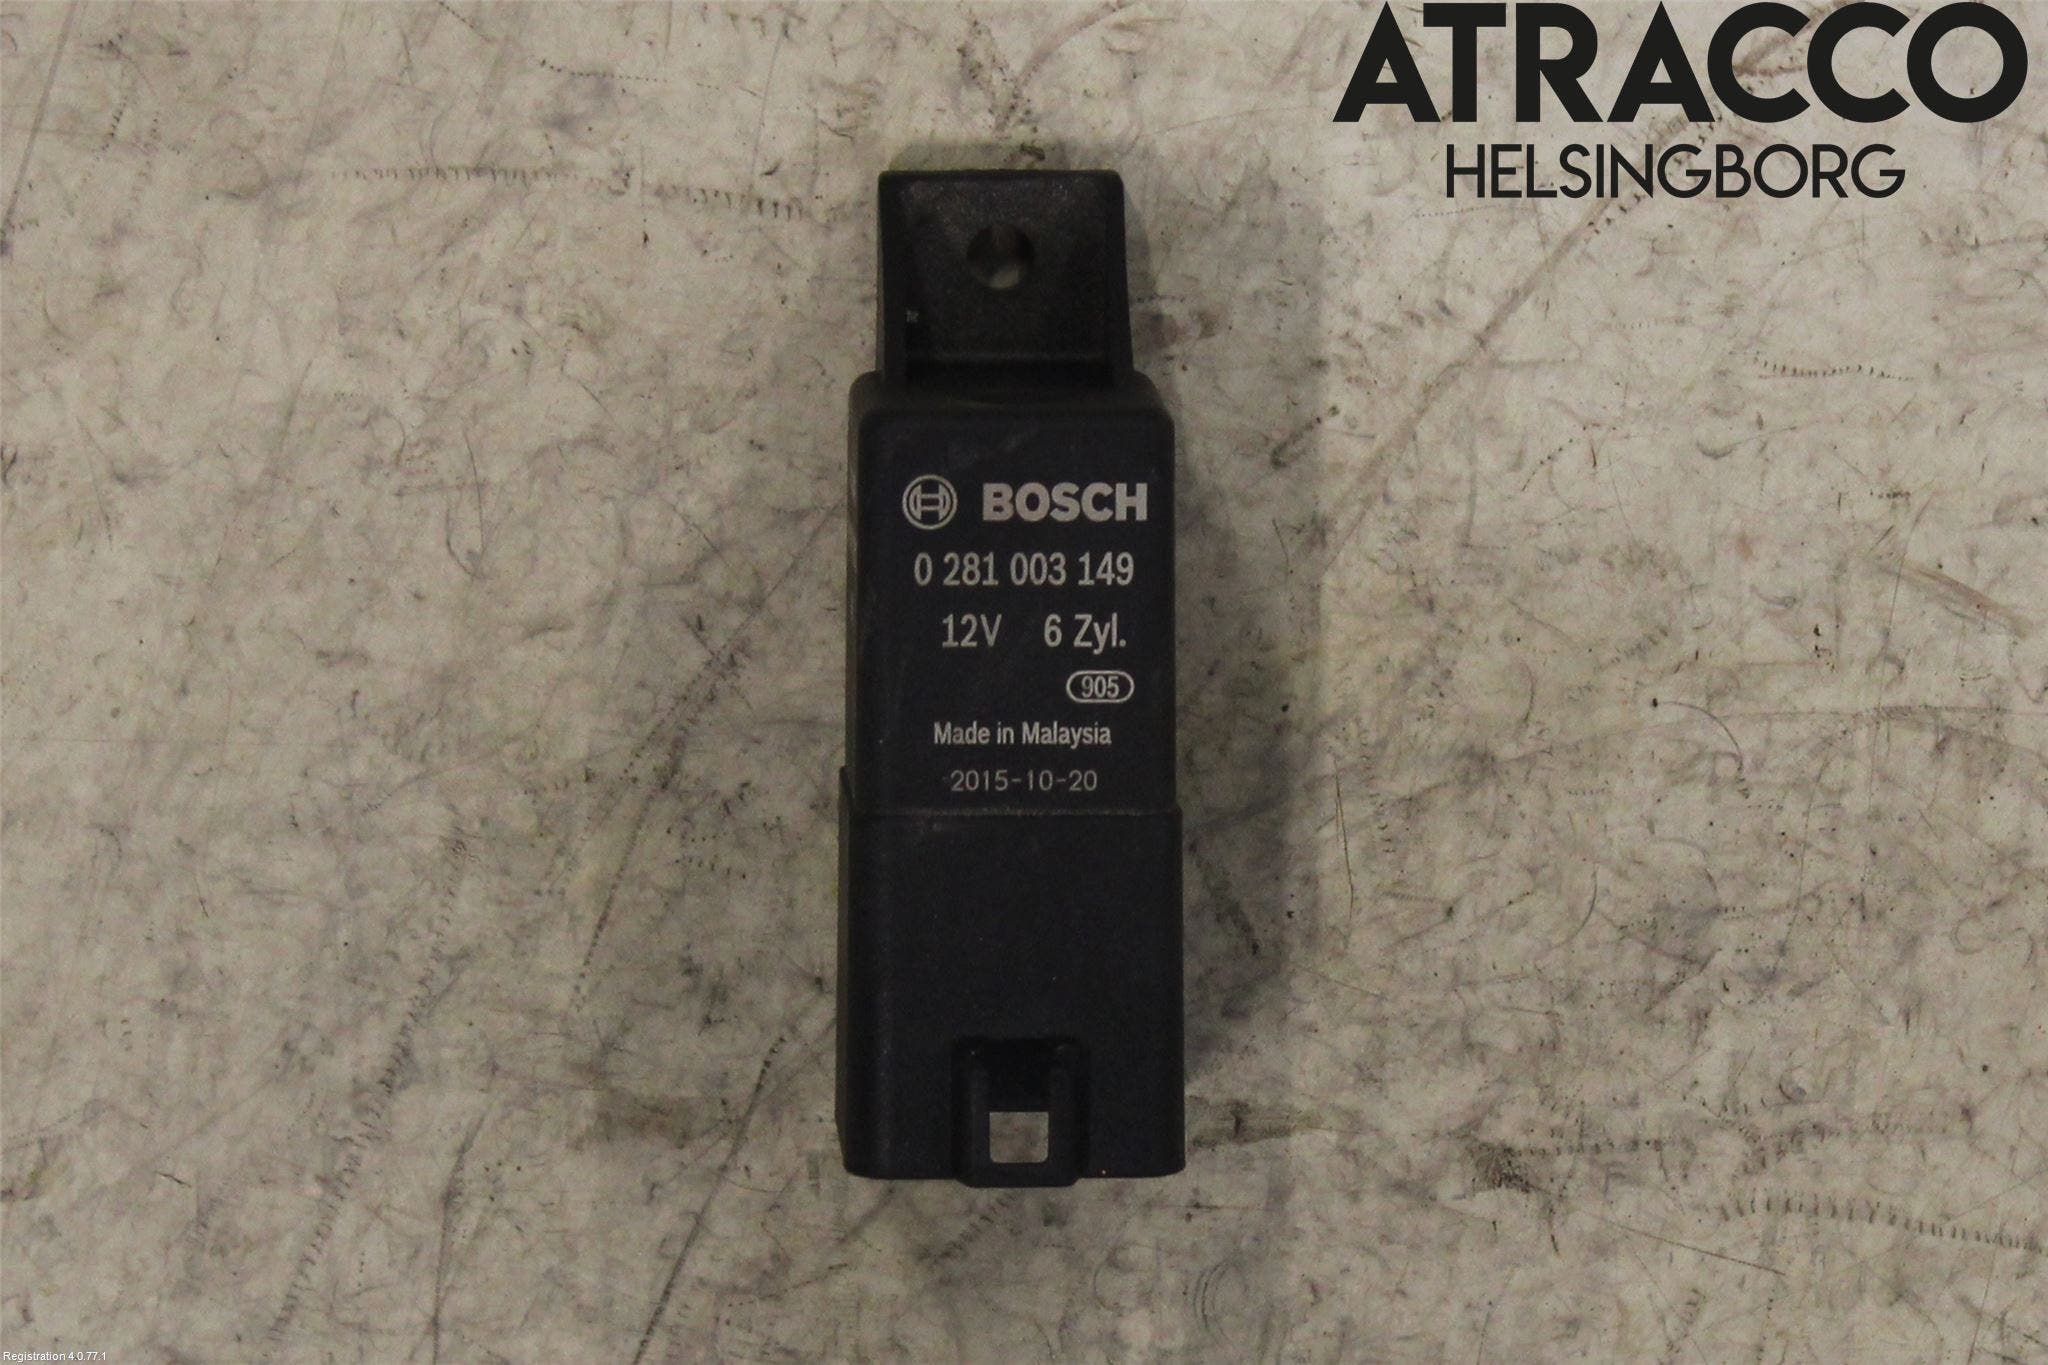 ATRACCO
HELSINGBORG
BOSCH
0 281 003 149
12V 6 Zyl.
905
Made in Malaysia
2015-10-20
Registration 4.0.77.1